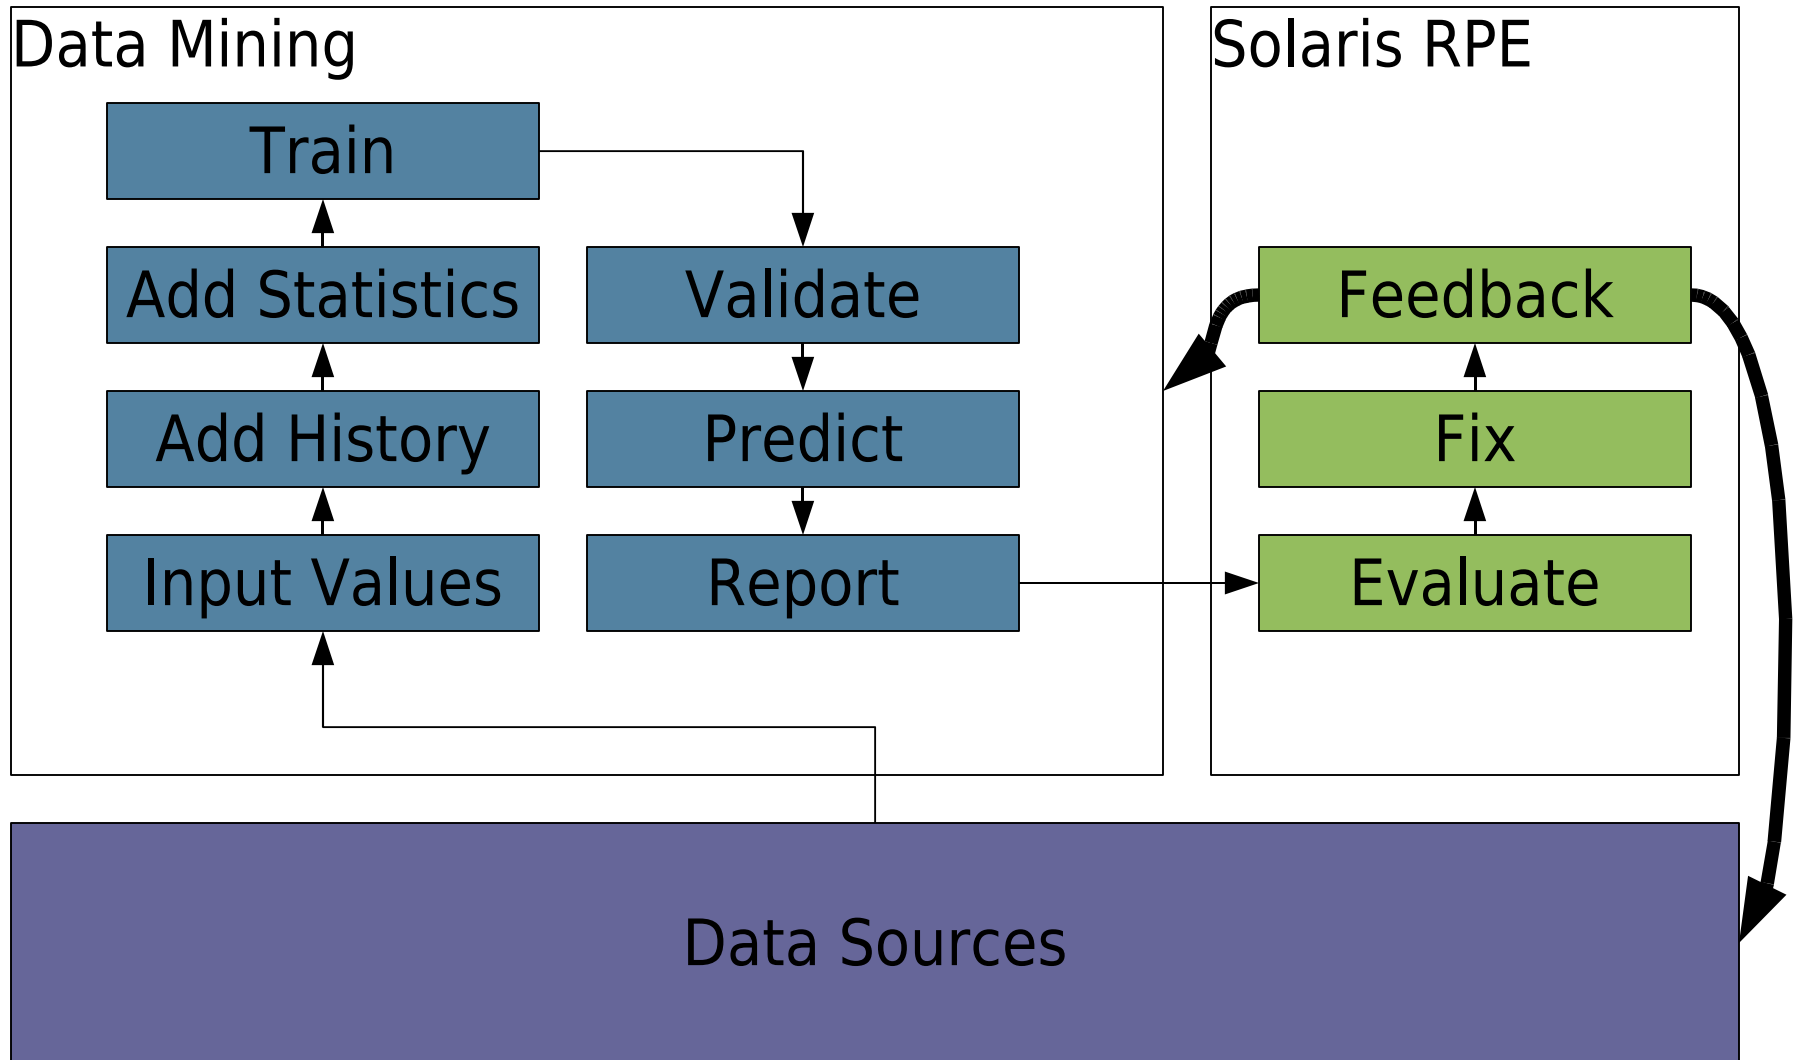 Data Mining
Train
Add Statistics
Add History
Input Values
Validate
Predict
Report
Solaris RPE
Feedback
Fix
Evaluate
Data Sources